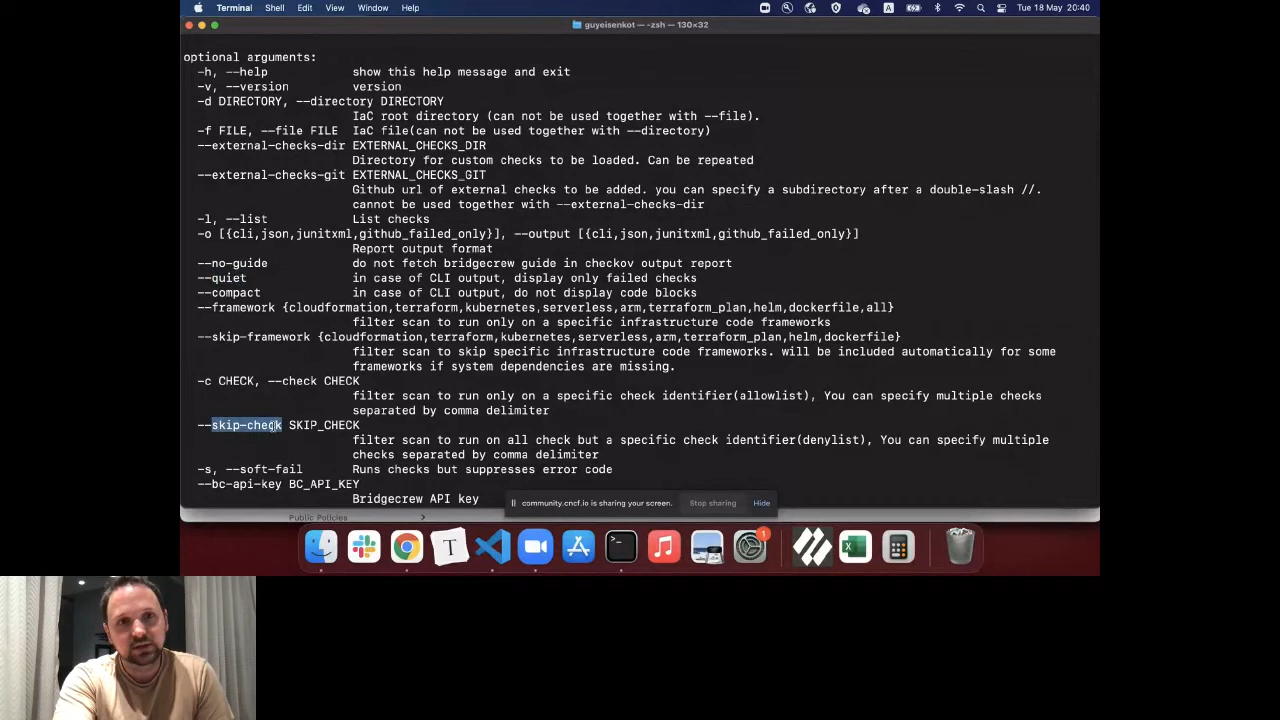 Terminal Shell Edit View Window Help A Tue 18 May 20:40
guyeisenkot — -zsh — 130×32
optional arguments:
-h, --help show this help message and exit
-v, --version version
-d DIRECTORY, --directory DIRECTORY
IaC root directory (can not be used together with --file).
-f FILE, --file FILE IaC file(can not be used together with --directory)
--external-checks-dir EXTERNAL_CHECKS_DIR
Directory for custom checks to be loaded. Can be repeated
--external-checks-git EXTERNAL_CHECKS_GIT
Github url of external checks to be added. you can specify a subdirectory after a double-slash //.
cannot be used together with --external-checks-dir
-l, --list List checks
-o [{cli,json,junitxml,github_failed_only}], --output [{cli,json,junitxml,github_failed_only}]
Report output format
--no-guide do not fetch bridgecrew guide in checkov output report
--quiet in case of CLI output, display only failed checks
--compact in case of CLI output, do not display code blocks
--framework {cloudformation,terraform,kubernetes,serverless,arm,terraform_plan,helm,dockerfile,all}
filter scan to run only on a specific infrastructure code frameworks
--skip-framework {cloudformation,terraform,kubernetes,serverless,arm,terraform_plan,helm,dockerfile}
filter scan to skip specific infrastructure code frameworks. will be included automatically for some
frameworks if system dependencies are missing.
-c CHECK, --check CHECK
filter scan to run only on a specific check identifier(allowlist), You can specify multiple checks
separated by comma delimiter
--skip-check SKIP_CHECK
filter scan to run on all check but a specific check identifier(denylist), You can specify multiple
checks separated by comma delimiter
-s, --soft-fail Runs checks but suppresses error code
--bc-api-key BC_API_KEY
Bridgecrew API key
community.cncf.io is sharing your screen. Stop sharing Hide
Public Policies
T
1